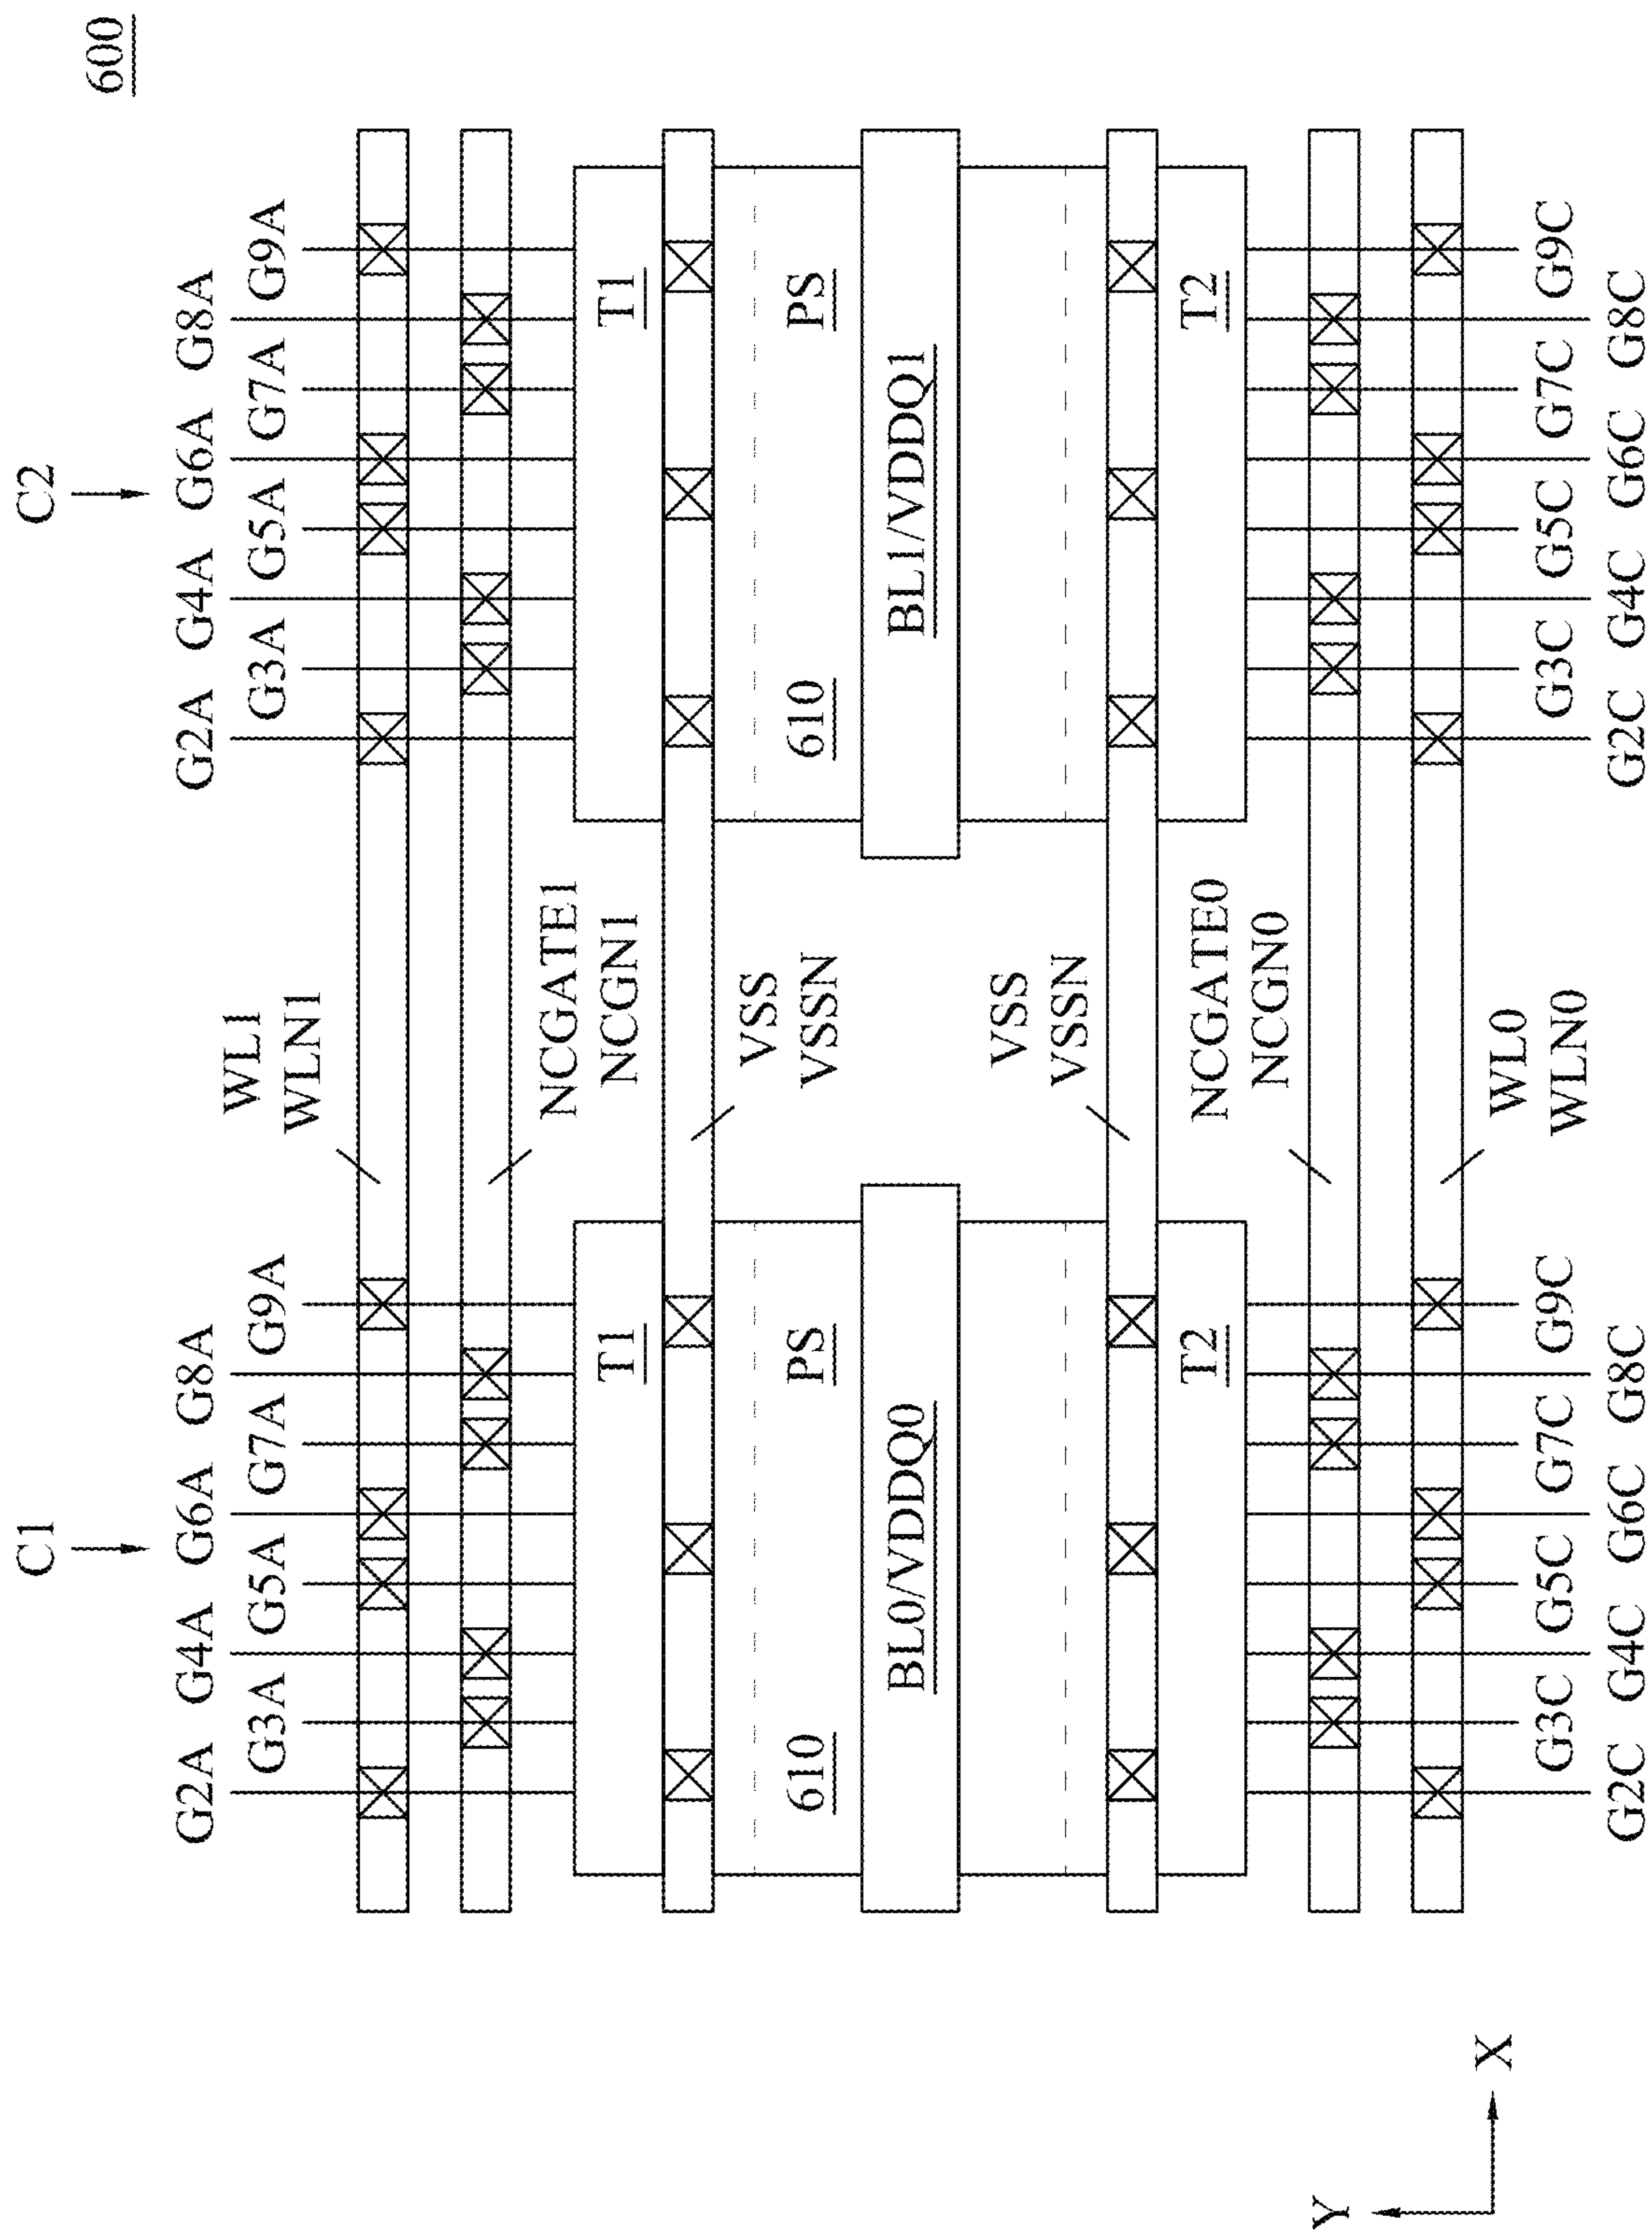 600
C1
C2
G2A
G4A
G6A
G8A
G2A
G4A
G6A
G8A
G3A
G5A
G7A
G9A
G3A
G5A
G7A
G9A
WL1
WLN1
NCGATE1
NCGN1
T1
T1
VSS
VSSN
610
PS
610
PS
BL0/VDDQ0
BL1/VDDQ1
VSS
VSSN
T2
T2
NCGATE0
NCGN0
WL0
WLN0
G3C
G5C
G7C
G9C
G3C
G5C
G7C
G9C
G2C
G4C
G6C
G8C
G2C
G4C
G6C
G8C
Y
X